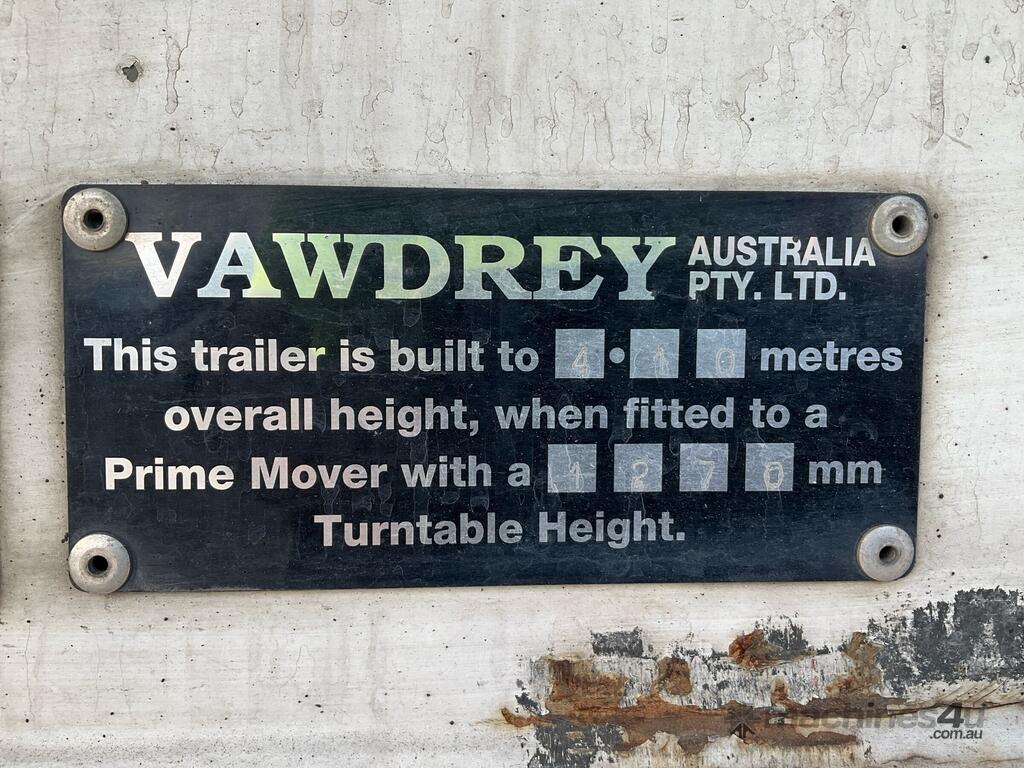 VAWDREY AUSTRALIA PTY. LTD.
This trailer is built to 4•10 metres
overall height, when fitted to a
Prime Mover with a 1270 mm
Turntable Height.
machines4u
.com.au